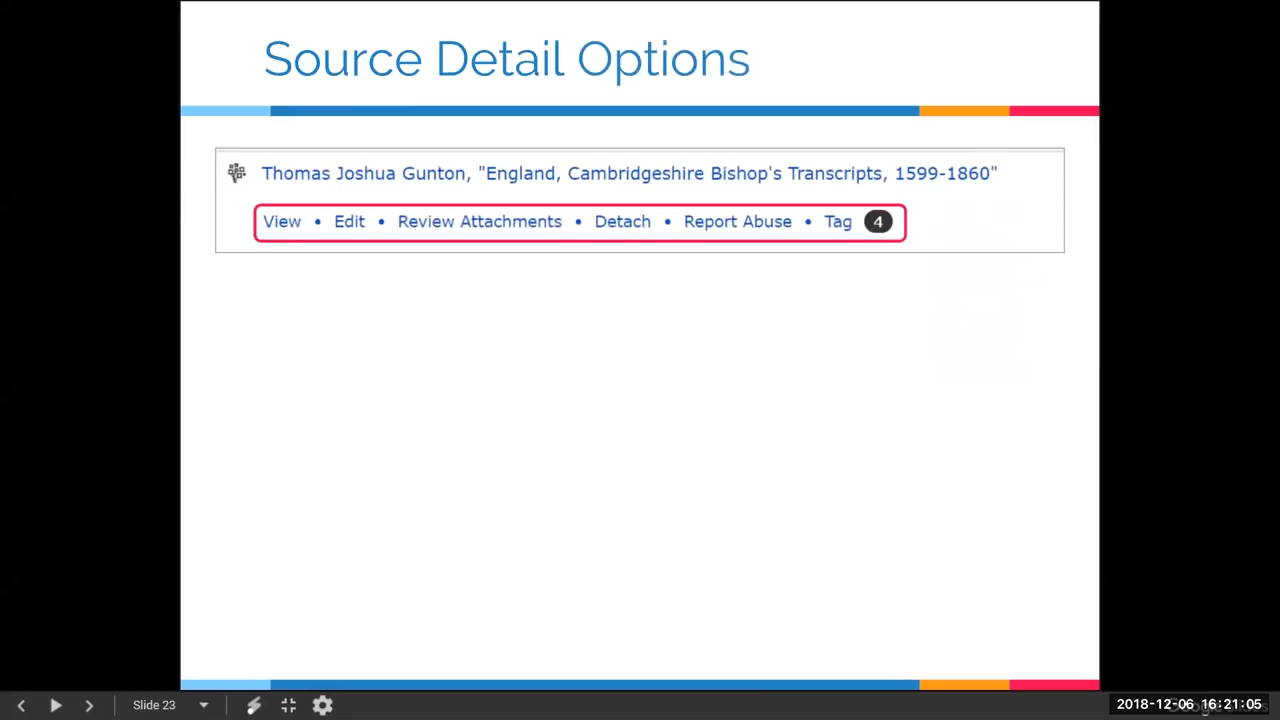 Source Detail Options
Thomas Joshua Gunton, "England, Cambridgeshire Bishop's Transcripts, 1599-1860"
View • Edit • Review Attachments • Detach • Report Abuse • Tag 4
Slide 23
2018-12-06 16:21:05